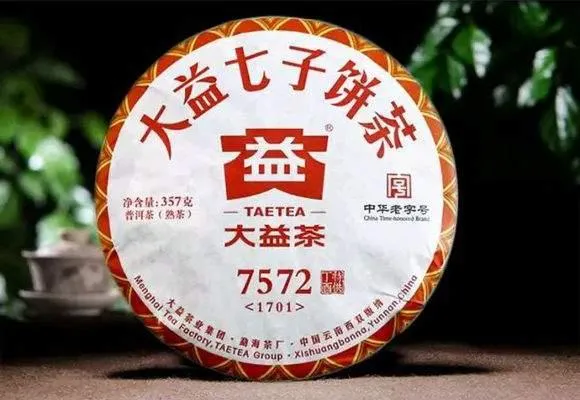 大益七子饼茶
益
®
TAETEA
大益茶
净含量:357克
普洱茶(熟茶)
中华老字号
China Time-honored Brand
7572
<1701>
大益茶业集团·勐海茶厂·中国云南西双版纳
Menghai Tea Factory, TAETEA Group · Xishuangbanna, Yunnan, China